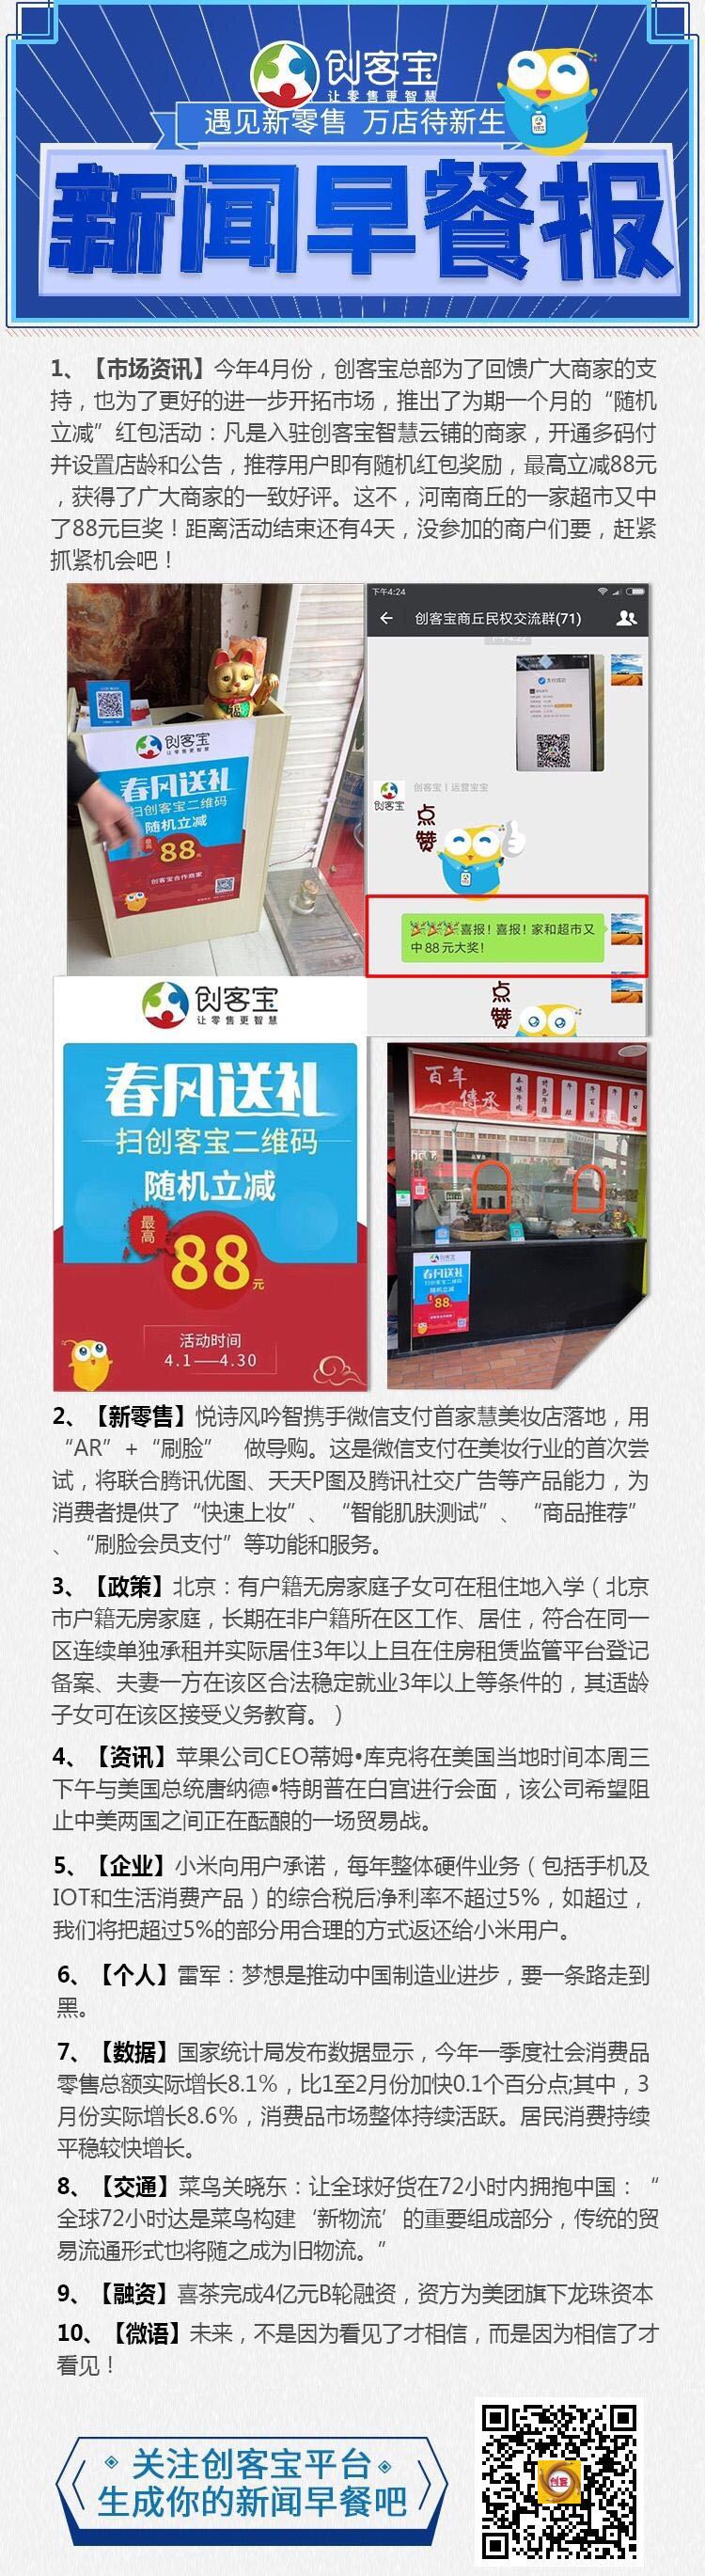 创客宝
让零售更智慧
遇见新零售 万店待新生
新闻早餐报
1、【市场资讯】今年4月份，创客宝总部为了回馈广大商家的支
持，也为了更好的进一步开拓市场，推出了为期一个月的“随机
立减”红包活动：凡是入驻创客宝智慧云铺的商家，开通多码付
并设置店龄和公告，推荐用户即有随机红包奖励，最高立减88元
，获得了广大商家的一致好评。这不，河南商丘的一家超市又中
了88元巨奖！距离活动结束还有4天，没参加的商户们要，赶紧
抓紧机会吧！
创客宝
让零售更智慧
春风送礼
扫创客宝二维码
随机立减
最高
88元
创客宝合作商家
下午4:24
创客宝商丘民权交流群(71)
支付成功
创客宝丨运营宝宝
创客宝
点赞
喜报！喜报！家和超市又
中88元大奖！
点赞
创客宝
让零售更智慧
春风送礼
扫创客宝二维码
随机立减
最高
88元
活动时间
4.1——4.30
百年
傳承
春风送礼
随机立减
88
2、【新零售】悦诗风吟智携手微信支付首家慧美妆店落地，用
“AR”+“刷脸” 做导购。这是微信支付在美妆行业的首次尝
试，将联合腾讯优图、天天P图及腾讯社交广告等产品能力，为
消费者提供了“快速上妆”、“智能肌肤测试”、“商品推荐”
、“刷脸会员支付”等功能和服务。
3、【政策】北京：有户籍无房家庭子女可在租住地入学（北京
市户籍无房家庭，长期在非户籍所在区工作、居住，符合在同一
区连续单独承租并实际居住3年以上且在住房租赁监管平台登记
备案、夫妻一方在该区合法稳定就业3年以上等条件的，其适龄
子女可在该区接受义务教育。）
4、【资讯】苹果公司CEO蒂姆•库克将在美国当地时间本周三
下午与美国总统唐纳德•特朗普在白宫进行会面，该公司希望阻
止中美两国之间正在酝酿的一场贸易战。
5、【企业】小米向用户承诺，每年整体硬件业务（包括手机及
IOT和生活消费产品）的综合税后净利率不超过5%，如超过，
我们将把超过5%的部分用合理的方式返还给小米用户。
6、【个人】雷军：梦想是推动中国制造业进步，要一条路走到
黑。
7、【数据】国家统计局发布数据显示，今年一季度社会消费品
零售总额实际增长8.1%，比1至2月份加快0.1个百分点;其中，3
月份实际增长8.6%，消费品市场整体持续活跃。居民消费持续
平稳较快增长。
8、【交通】菜鸟关晓东：让全球好货在72小时内拥抱中国：“
全球72小时达是菜鸟构建‘新物流’的重要组成部分，传统的贸
易流通形式也将随之成为旧物流。”
9、【融资】喜茶完成4亿元B轮融资，资方为美团旗下龙珠资本
10、【微语】未来，不是因为看见了才相信，而是因为相信了才
看见！
关注创客宝平台
生成你的新闻早餐吧
创客